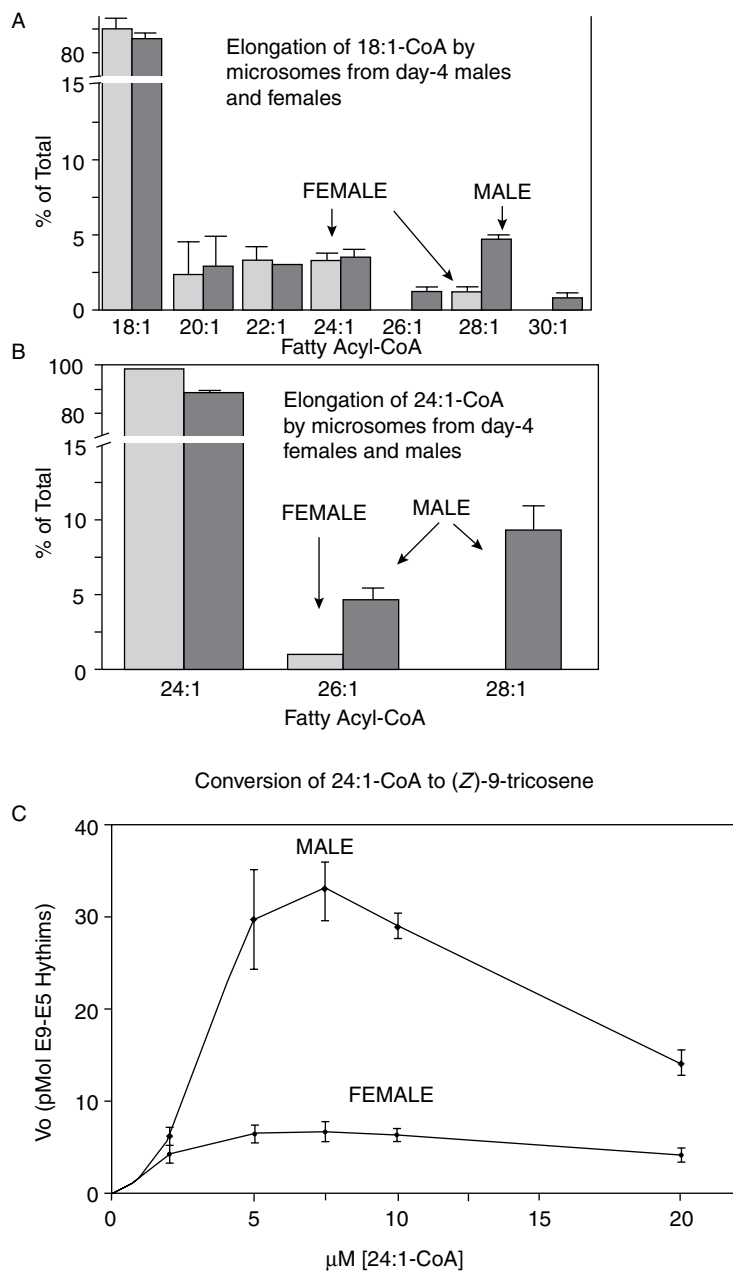 A
Elongation of 18:1-CoA by
microsomes from day-4 males
and females
80
15
10
5
0
% of Total
FEMALE
MALE
18:1 20:1 22:1 24:1 26:1 28:1 30:1
Fatty Acyl-CoA
B
Elongation of 24:1-CoA
by microsomes from day-4
females and males
100
80
15
10
5
0
% of Total
FEMALE
MALE
24:1 26:1 28:1
Fatty Acyl-CoA
Conversion of 24:1-CoA to (Z)-9-tricosene
C
40
30
20
10
0
Vo (pMol E9-E5 Hythims)
MALE
FEMALE
0 5 10 15 20
μM [24:1-CoA]